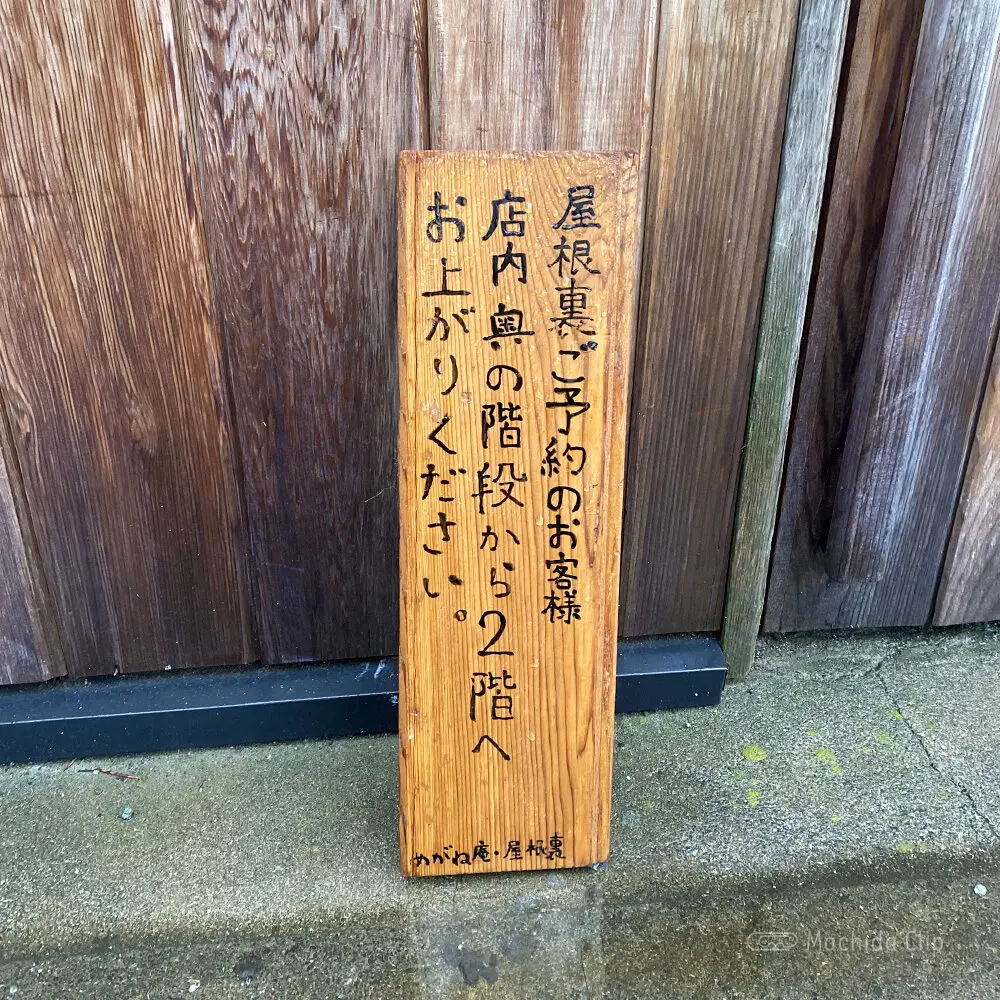 屋根裏ご予約のお客様
店内奥の階段から2階へ
お上がりください。
めがね庵・屋根裏
Machida Clip